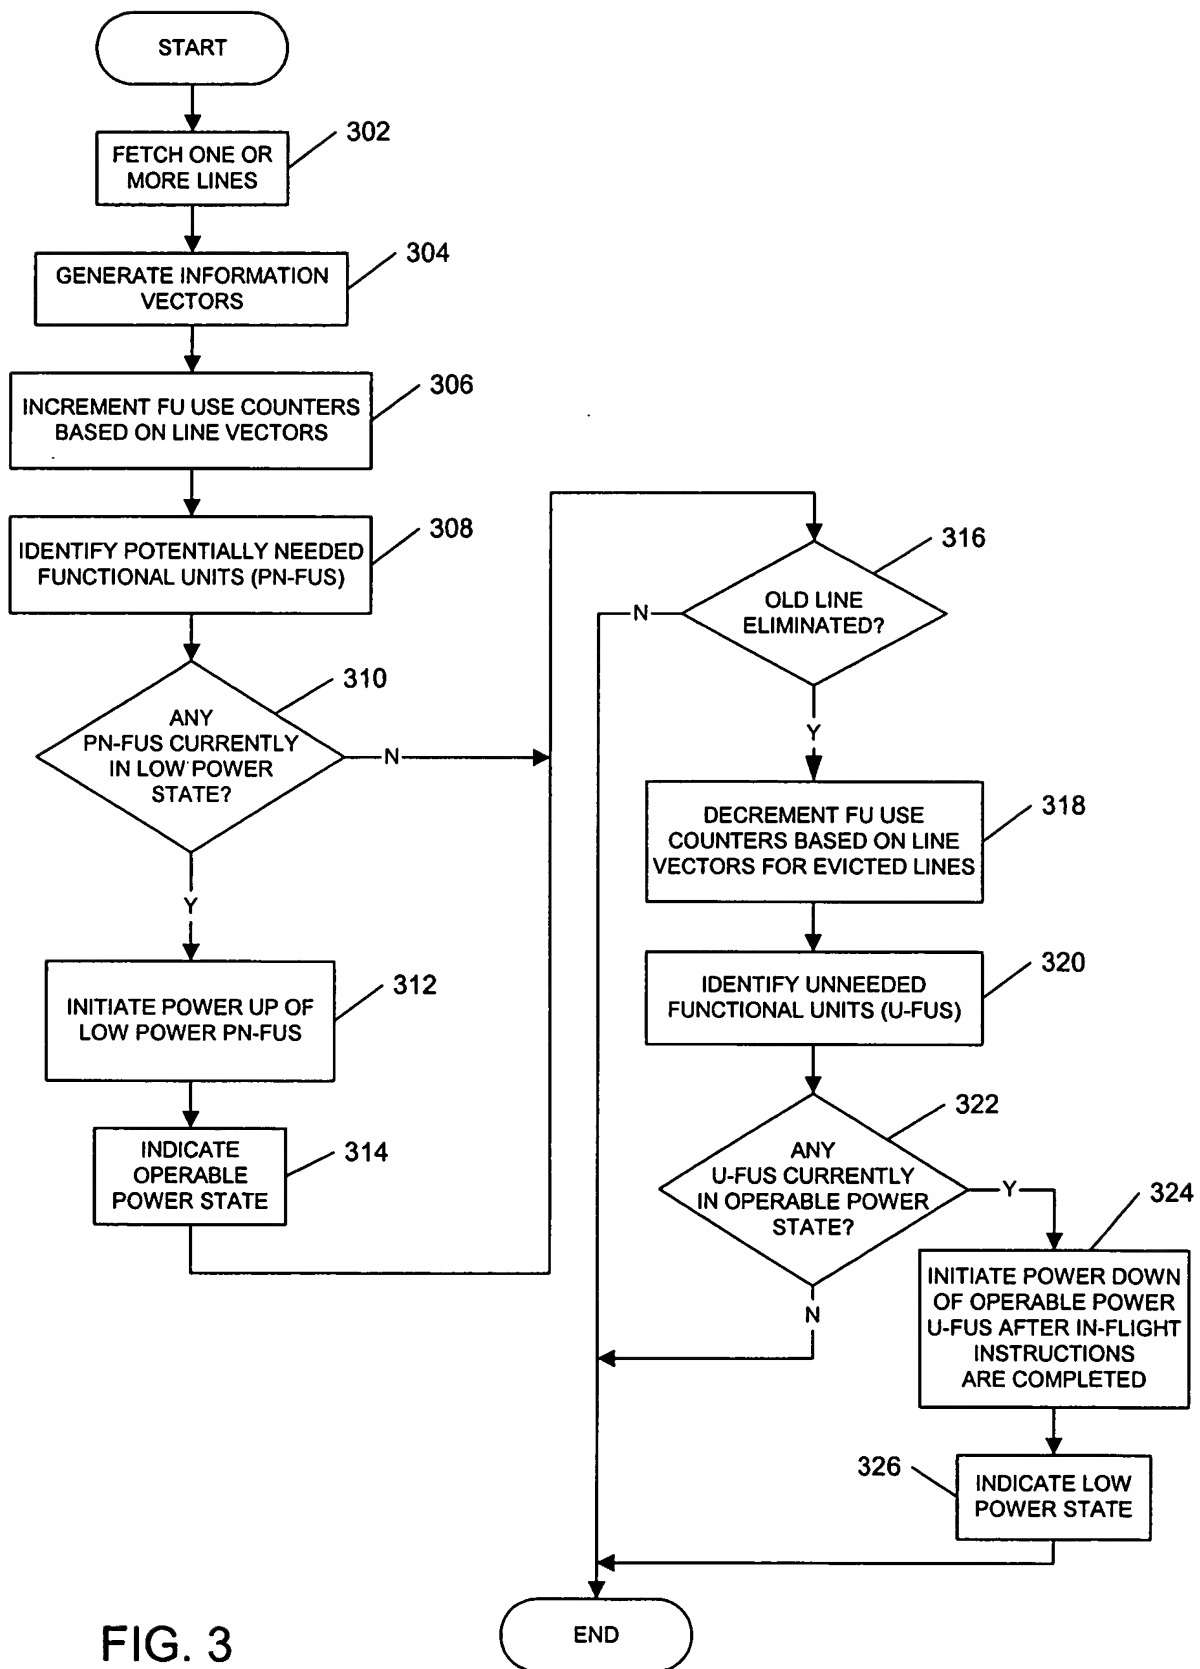 START
302
FETCH ONE OR
MORE LINES
304
GENERATE INFORMATION
VECTORS
306
INCREMENT FU USE COUNTERS
BASED ON LINE VECTORS
308
IDENTIFY POTENTIALLY NEEDED
FUNCTIONAL UNITS (PN-FUS)
310
ANY
PN-FUS CURRENTLY
IN LOW POWER
STATE?
N
Y
312
INITIATE POWER UP OF
LOW POWER PN-FUS
314
INDICATE
OPERABLE
POWER STATE
316
OLD LINE
ELIMINATED?
N
Y
318
DECREMENT FU USE
COUNTERS BASED ON LINE
VECTORS FOR EVICTED LINES
320
IDENTIFY UNNEEDED
FUNCTIONAL UNITS (U-FUS)
322
ANY
U-FUS CURRENTLY
IN OPERABLE POWER
STATE?
Y
N
324
INITIATE POWER DOWN
OF OPERABLE POWER
U-FUS AFTER IN-FLIGHT
INSTRUCTIONS
ARE COMPLETED
326
INDICATE LOW
POWER STATE
END
FIG. 3